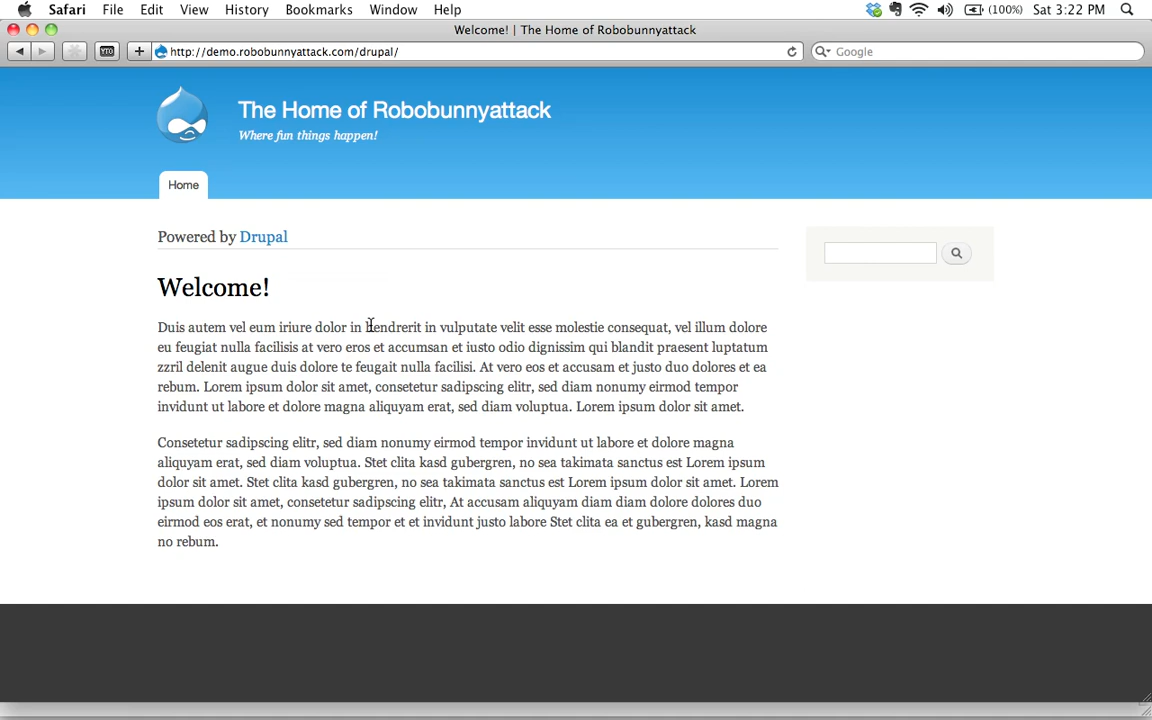 Safari File Edit View History Bookmarks Window Help (100%) Sat 3:22 PM
Welcome! | The Home of Robobunnyattack
YTO http://demo.robobunnyattack.com/drupal/ Google
The Home of Robobunnyattack
Where fun things happen!
Home
Powered by Drupal
Welcome!
Duis autem vel eum iriure dolor in hendrerit in vulputate velit esse molestie consequat, vel illum dolore
eu feugiat nulla facilisis at vero eros et accumsan et iusto odio dignissim qui blandit praesent luptatum
zzril delenit augue duis dolore te feugait nulla facilisi. At vero eos et accusam et justo duo dolores et ea
rebum. Lorem ipsum dolor sit amet, consetetur sadipscing elitr, sed diam nonumy eirmod tempor
invidunt ut labore et dolore magna aliquyam erat, sed diam voluptua. Lorem ipsum dolor sit amet.
Consetetur sadipscing elitr, sed diam nonumy eirmod tempor invidunt ut labore et dolore magna
aliquyam erat, sed diam voluptua. Stet clita kasd gubergren, no sea takimata sanctus est Lorem ipsum
dolor sit amet. Stet clita kasd gubergren, no sea takimata sanctus est Lorem ipsum dolor sit amet. Lorem
ipsum dolor sit amet, consetetur sadipscing elitr, At accusam aliquyam diam diam dolore dolores duo
eirmod eos erat, et nonumy sed tempor et et invidunt justo labore Stet clita ea et gubergren, kasd magna
no rebum.